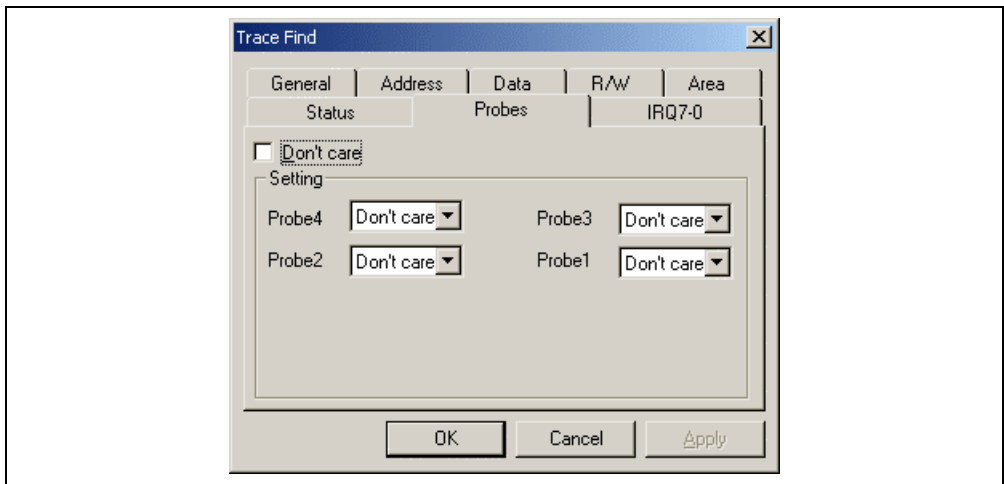 Trace Find
General Address Data R/W Area
Status Probes IRQ7-0
Don't care
Setting
Probe4 Don't care Probe3 Don't care
Probe2 Don't care Probe1 Don't care
OK Cancel Apply